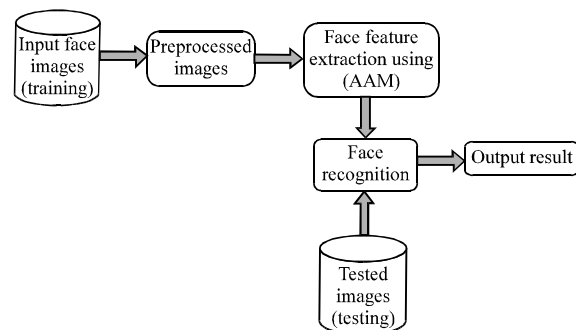 Input face
images
(training)
Preprocessed
images
Face feature
extraction using
(AAM)
Face
recognition
Output result
Tested
images
(testing)